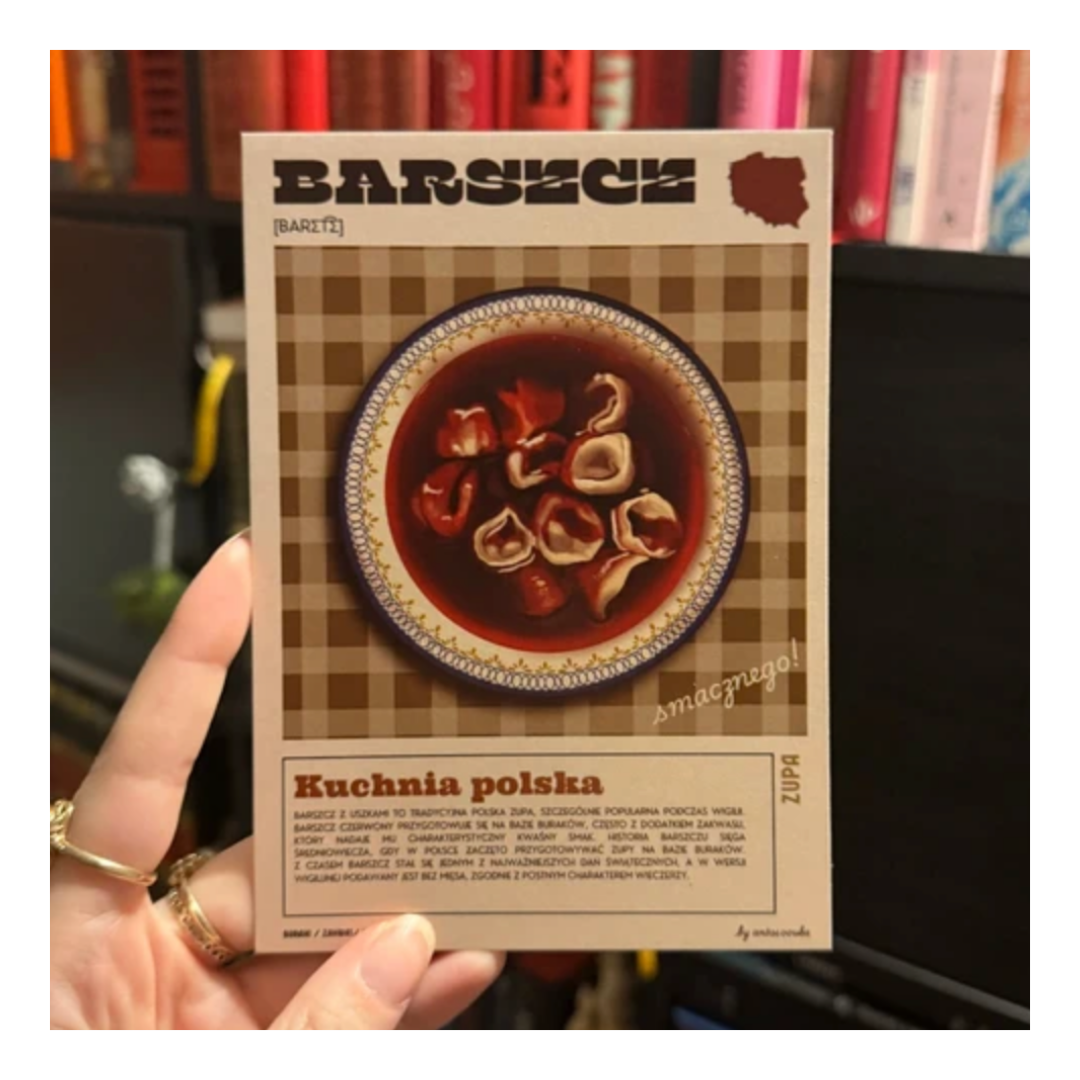 BARSZCZ
[BARΣT͡Σ]
smacznego!
ZUPA
Kuchnia polska
BARSZCZ Z USZKAMI TO TRADYCYJNA POLSKA ZUPA, SZCZEGÓLNIE POPULARNA PODCZAS WIGILII.
BARSZCZ CZERWONY PRZYGOTOWUJE SIĘ NA BAZIE BURAKÓW, CZĘSTO Z DODATKIEM ZAKWASU,
KTÓRY NADAJE MU CHARAKTERYSTYCZNY KWAŚNY SMAK. HISTORIA BARSZCZU SIĘGA
ŚREDNIOWIECZA, GDY W POLSCE ZACZĘTO PRZYGOTOWYWAĆ ZUPY NA BAZIE BURAKÓW.
Z CZASEM BARSZCZ STAŁ SIĘ JEDNYM Z NAJWAŻNIEJSZYCH DAŃ ŚWIĄTECZNYCH, A W WERSJI
WIGILIJNEJ PODAWANY JEST BEZ MIĘSA, ZGODNIE Z POSTNYM CHARAKTEREM WIECZERZY.
BURAKI /
by